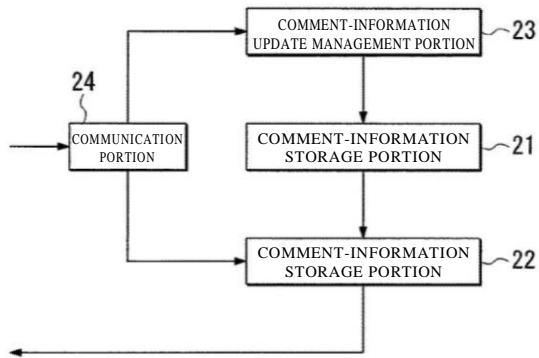 COMMENT-INFORMATION
UPDATE MANAGEMENT PORTION
23
24
COMMUNICATION
PORTION
COMMENT-INFORMATION
STORAGE PORTION
21
COMMENT-INFORMATION
STORAGE PORTION
22